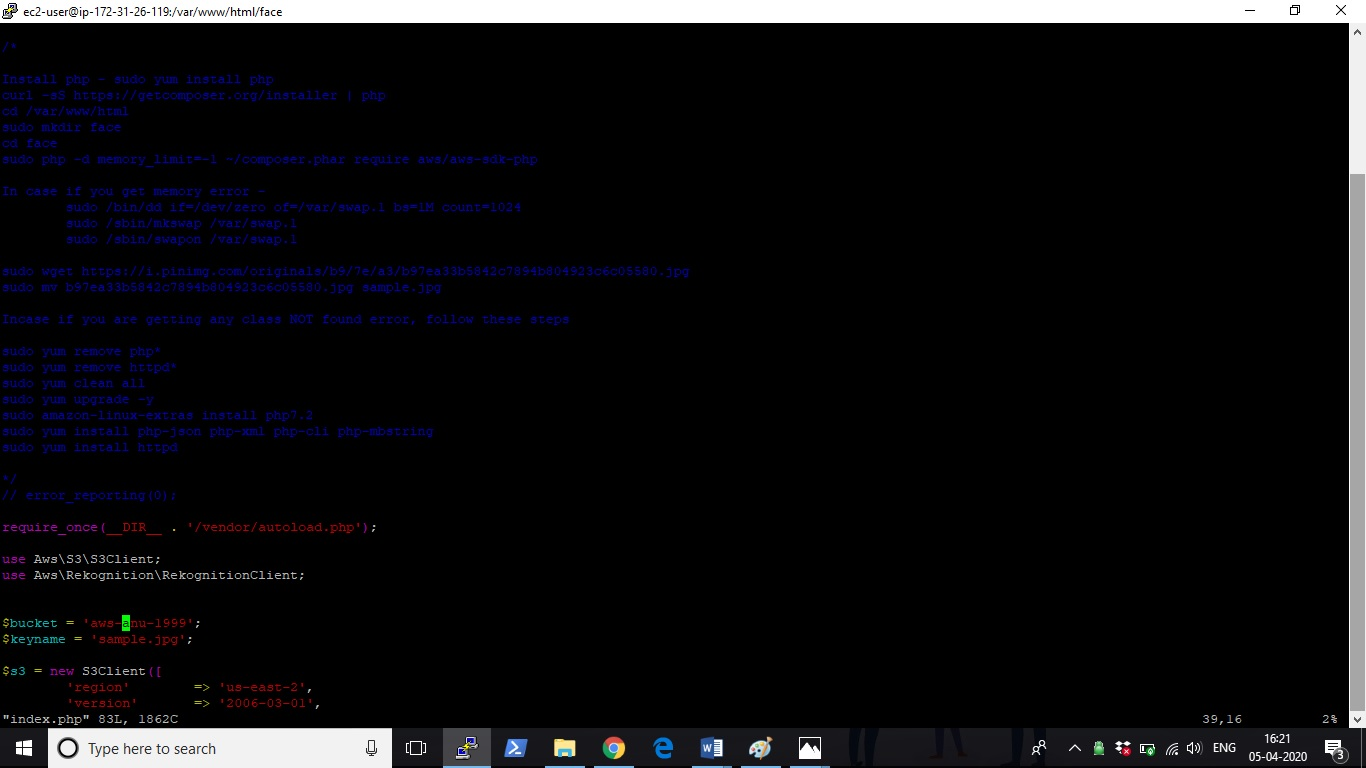 ec2-user@ip-172-31-26-119:/var/www/html/face
/*
Install php - sudo yum install php
curl -sS https://getcomposer.org/installer | php
cd /var/www/html
sudo mkdir face
cd face
sudo php -d memory_limit=-1 ~/composer.phar require aws/aws-sdk-php
In case if you get memory error -
sudo /bin/dd if=/dev/zero of=/var/swap.1 bs=1M count=1024
sudo /sbin/mkswap /var/swap.1
sudo /sbin/swapon /var/swap.1
sudo wget https://i.pinimg.com/originals/b9/7e/a3/b97ea33b5842c7894b804923c6c05580.jpg
sudo mv b97ea33b5842c7894b804923c6c05580.jpg sample.jpg
Incase if you are getting any class NOT found error, follow these steps
sudo yum remove php*
sudo yum remove httpd*
sudo yum clean all
sudo yum upgrade -y
sudo amazon-linux-extras install php7.2
sudo yum install php-json php-xml php-cli php-mbstring
sudo yum install httpd
*/
// error_reporting(0);
require_once(__DIR__ . '/vendor/autoload.php');
use Aws\S3\S3Client;
use Aws\Rekognition\RekognitionClient;
$bucket = 'aws-anu-1999';
$keyname = 'sample.jpg';
$s3 = new S3Client([
'region' => 'us-east-2',
'version' => '2006-03-01',
"index.php" 83L, 1862C 39,16 2%
Type here to search
ENG
16:21
05-04-2020
3